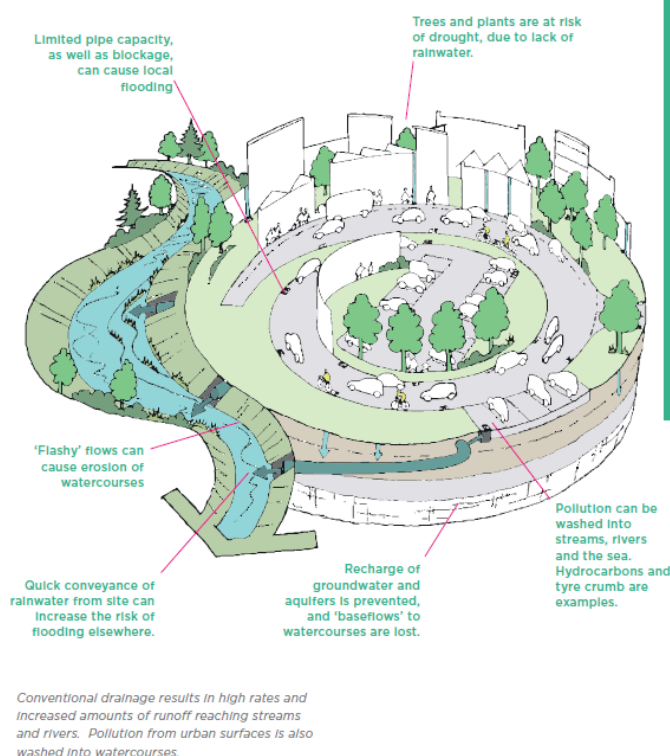 Limited pipe capacity,
as well as blockage,
can cause local
flooding
Trees and plants are at risk
of drought, due to lack of
rainwater.
‘Flashy’ flows can
cause erosion of
watercourses
Quick conveyance of
rainwater from site can
increase the risk of
flooding elsewhere.
Recharge of
groundwater and
aquifers is prevented,
and ‘baseflows’ to
watercourses are lost.
Pollution can be
washed into
streams, rivers
and the sea.
Hydrocarbons and
tyre crumb are
examples.
Conventional drainage results in high rates and
increased amounts of runoff reaching streams
and rivers. Pollution from urban surfaces is also
washed into watercourses.